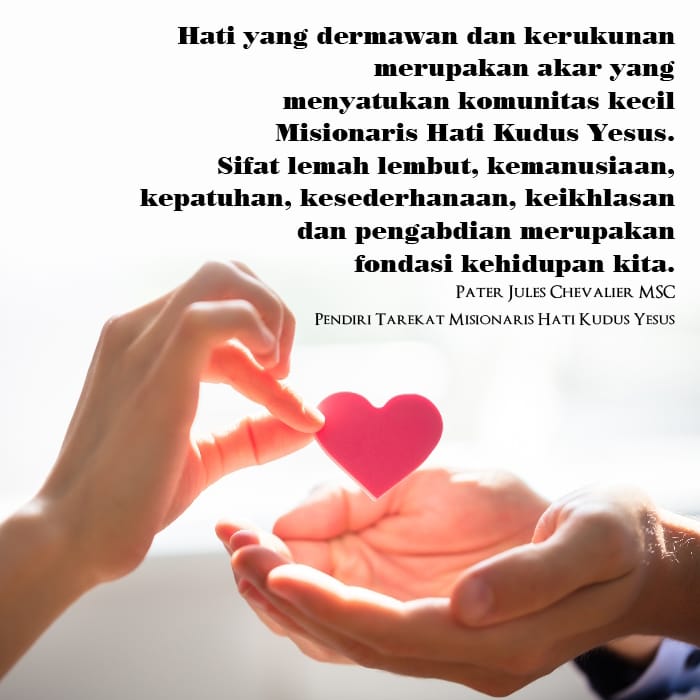 Hati yang dermawan dan kerukunan
merupakan akar yang
menyatukan komunitas kecil
Misionaris Hati Kudus Yesus.
Sifat lemah lembut, kemanusiaan,
kepatuhan, kesederhanaan, keikhlasan
dan pengabdian merupakan
fondasi kehidupan kita.
Pater Jules Chevalier MSC
Pendiri Tarekat Misionaris Hati Kudus Yesus